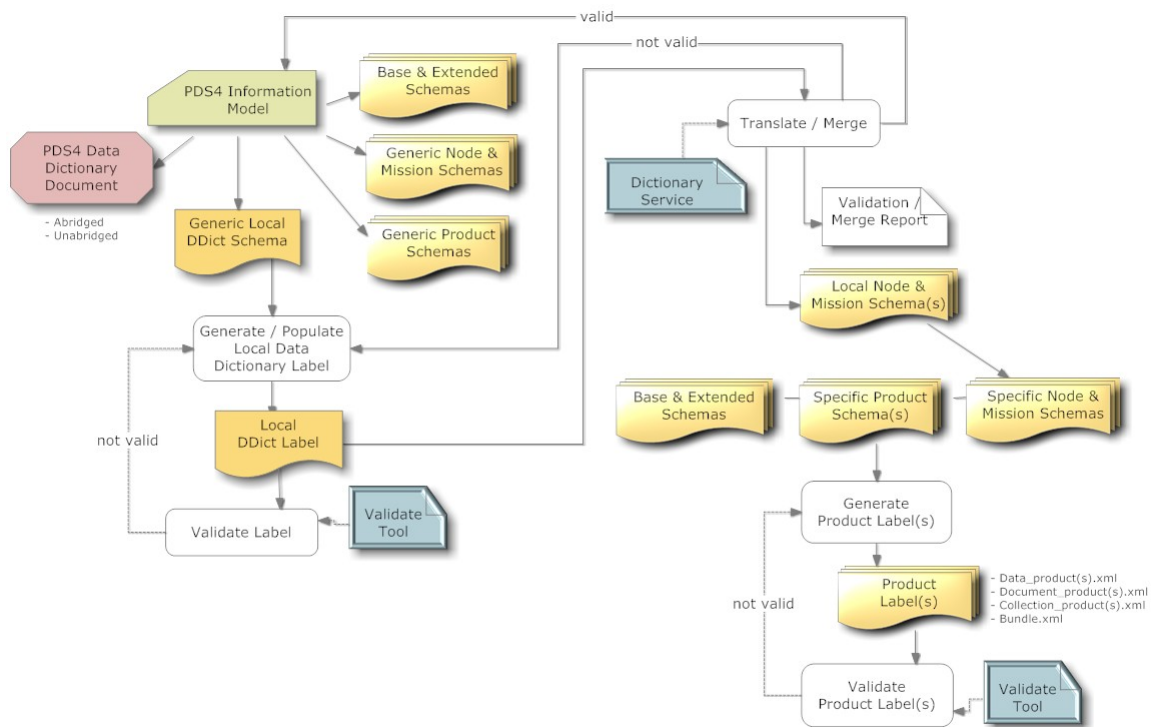 valid
not valid
PDS4 Information
Model
Base & Extended
Schemas
Translate / Merge
PDS4 Data
Dictionary
Document
- Abridged
- Unabridged
Generic Node &
Mission Schemas
Dictionary
Service
Generic Local
DDict Schema
Generic Product
Schemas
Validation /
Merge Report
Local Node &
Mission Schema(s)
Generate / Populate
Local Data
Dictionary Label
Base & Extended
Schemas
Specific Product
Schema(s)
Specific Node &
Mission Schemas
not valid
Local
DDict Label
Validate Label
Validate
Tool
Generate
Product Label(s)
not valid
Product
Label(s)
- Data_product(s).xml
- Document_product(s).xml
- Collection_product(s).xml
- Bundle.xml
Validate
Product Label(s)
Validate
Tool